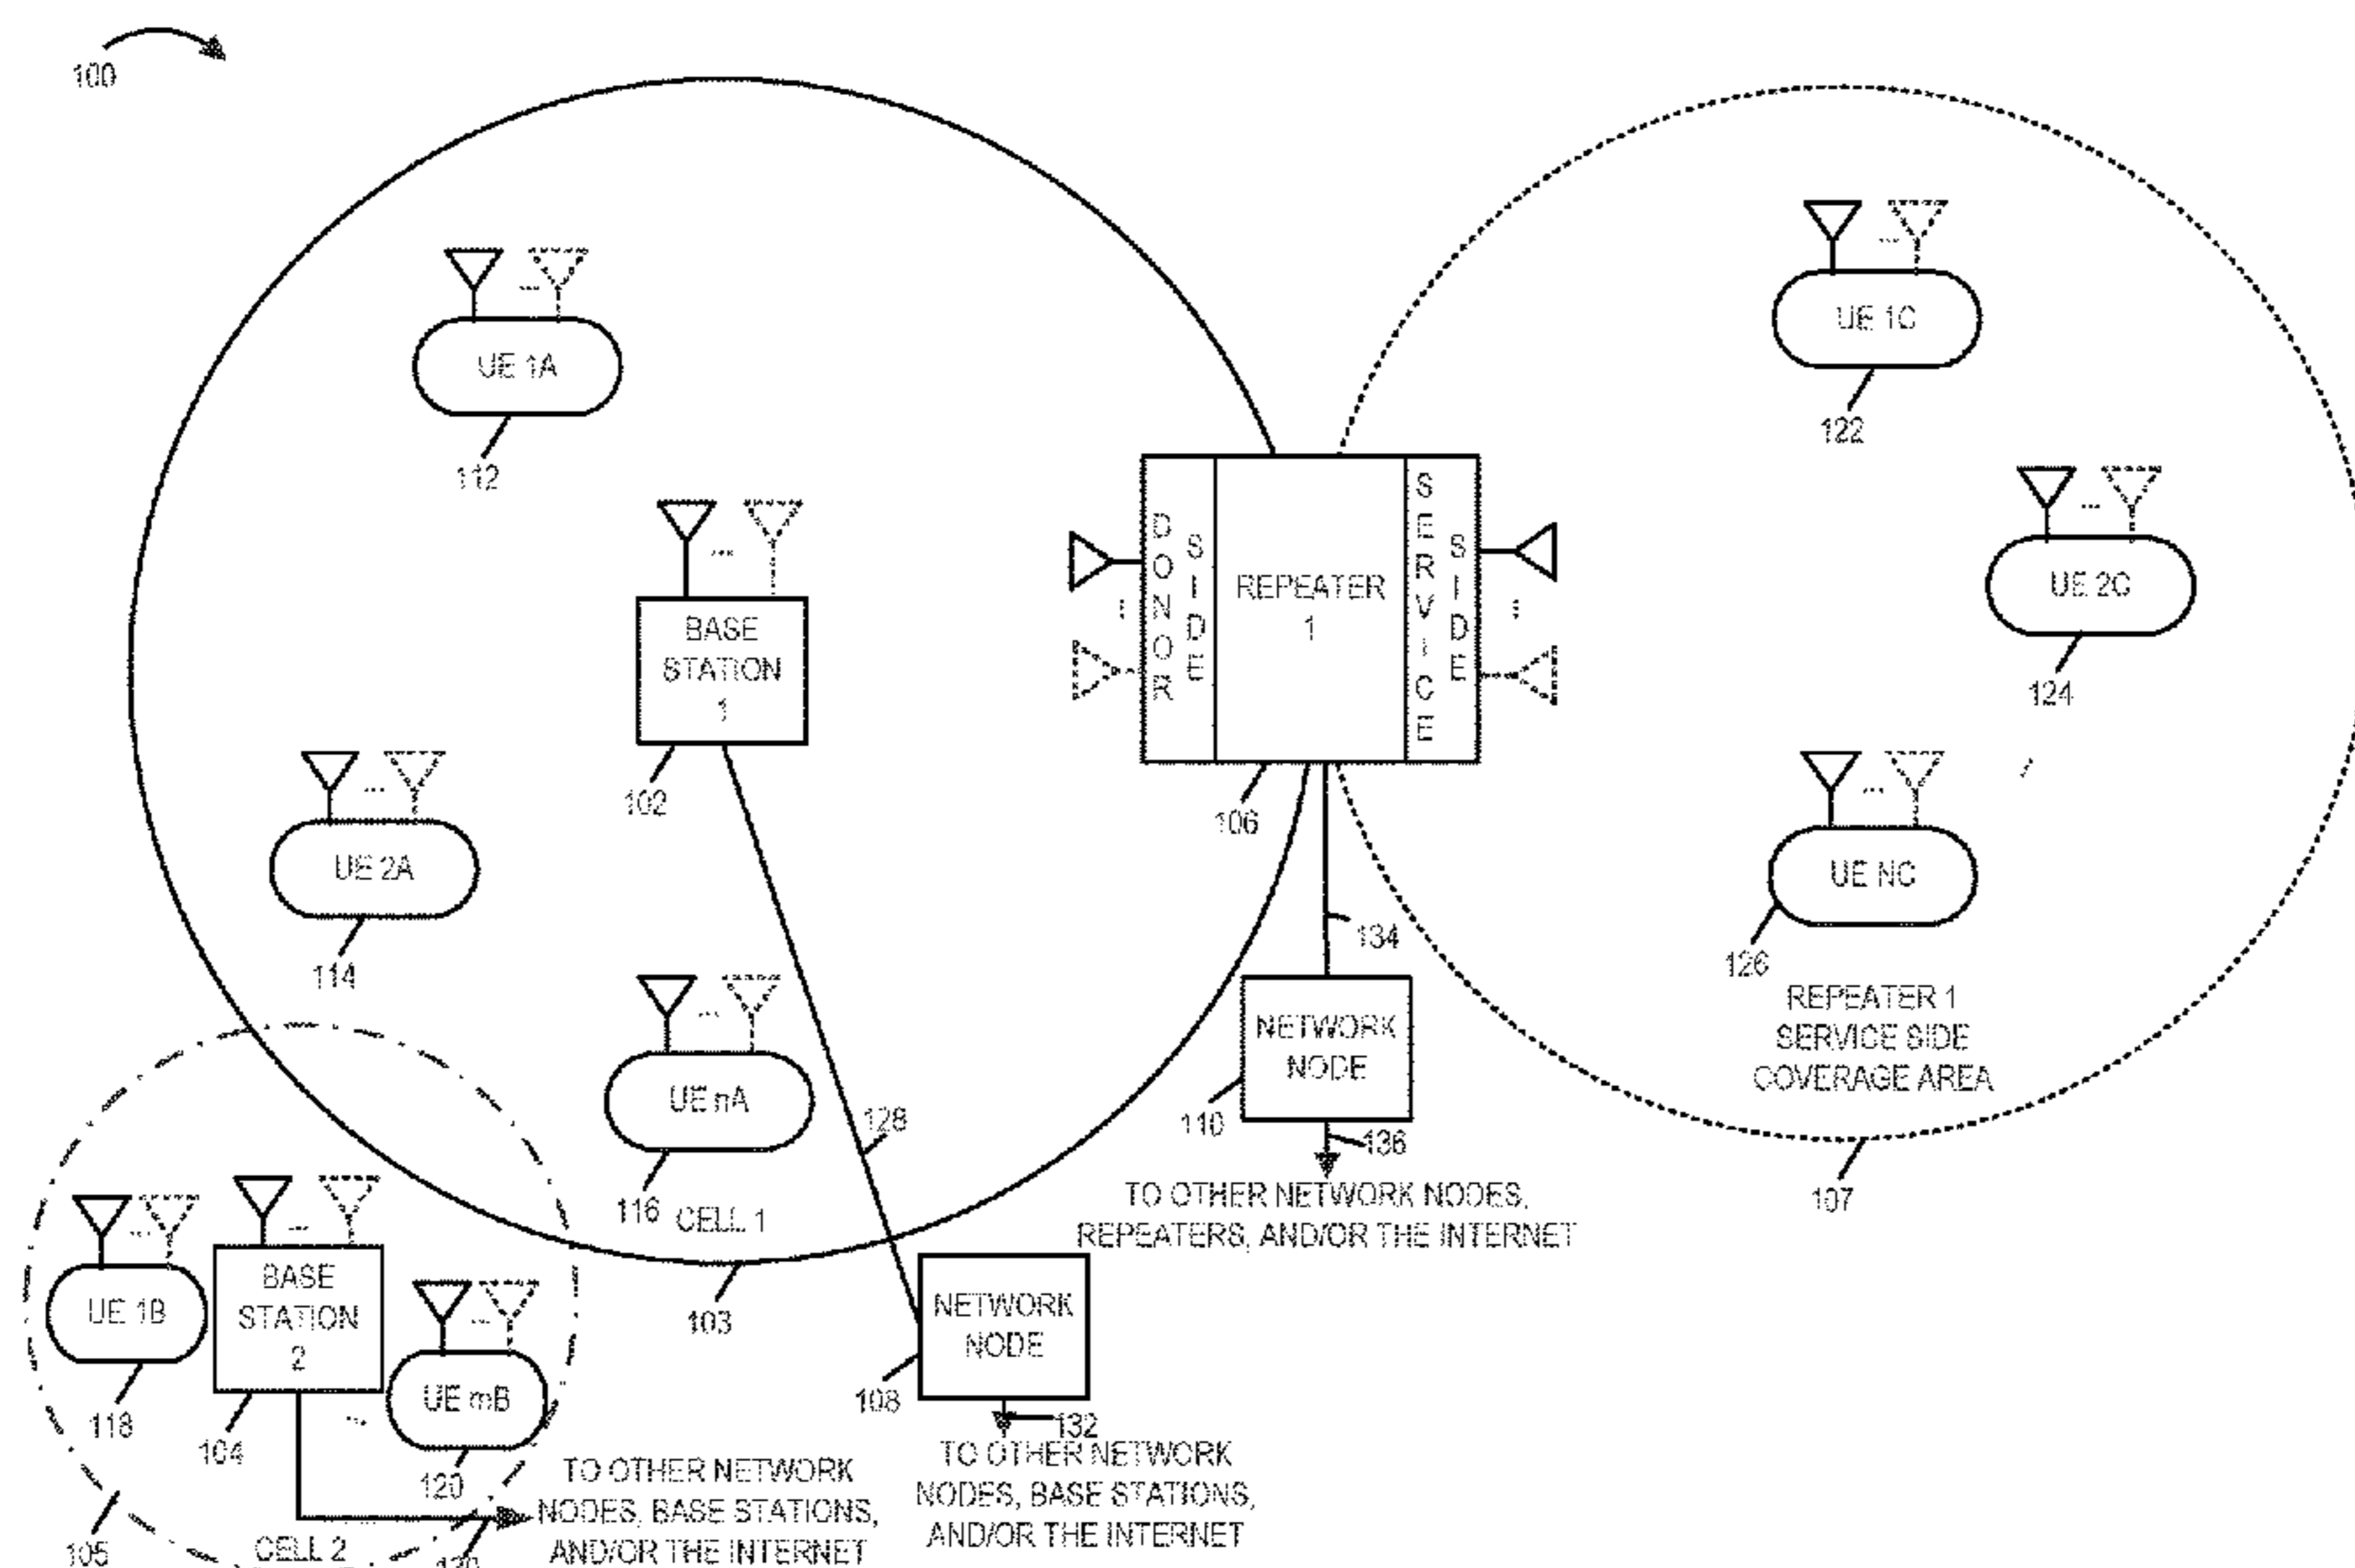 100
UE 1A
112
BASE
STATION
1
102
UE 2A
114
UE nA
116
CELL 1
103
128
DONOR
SIDE
REPEATER
1
SERVICE
SIDE
106
134
NETWORK
NODE
110
136
TO OTHER NETWORK NODES,
REPEATERS, AND/OR THE INTERNET
UE 1C
122
UE 2C
124
UE NC
126
REPEATER 1
SERVICE SIDE
COVERAGE AREA
107
UE 1B
118
BASE
STATION
2
104
UE mB
120
105
CELL 2
130
TO OTHER NETWORK
NODES, BASE STATIONS,
AND/OR THE INTERNET
NETWORK
NODE
108
132
TO OTHER NETWORK
NODES, BASE STATIONS,
AND/OR THE INTERNET